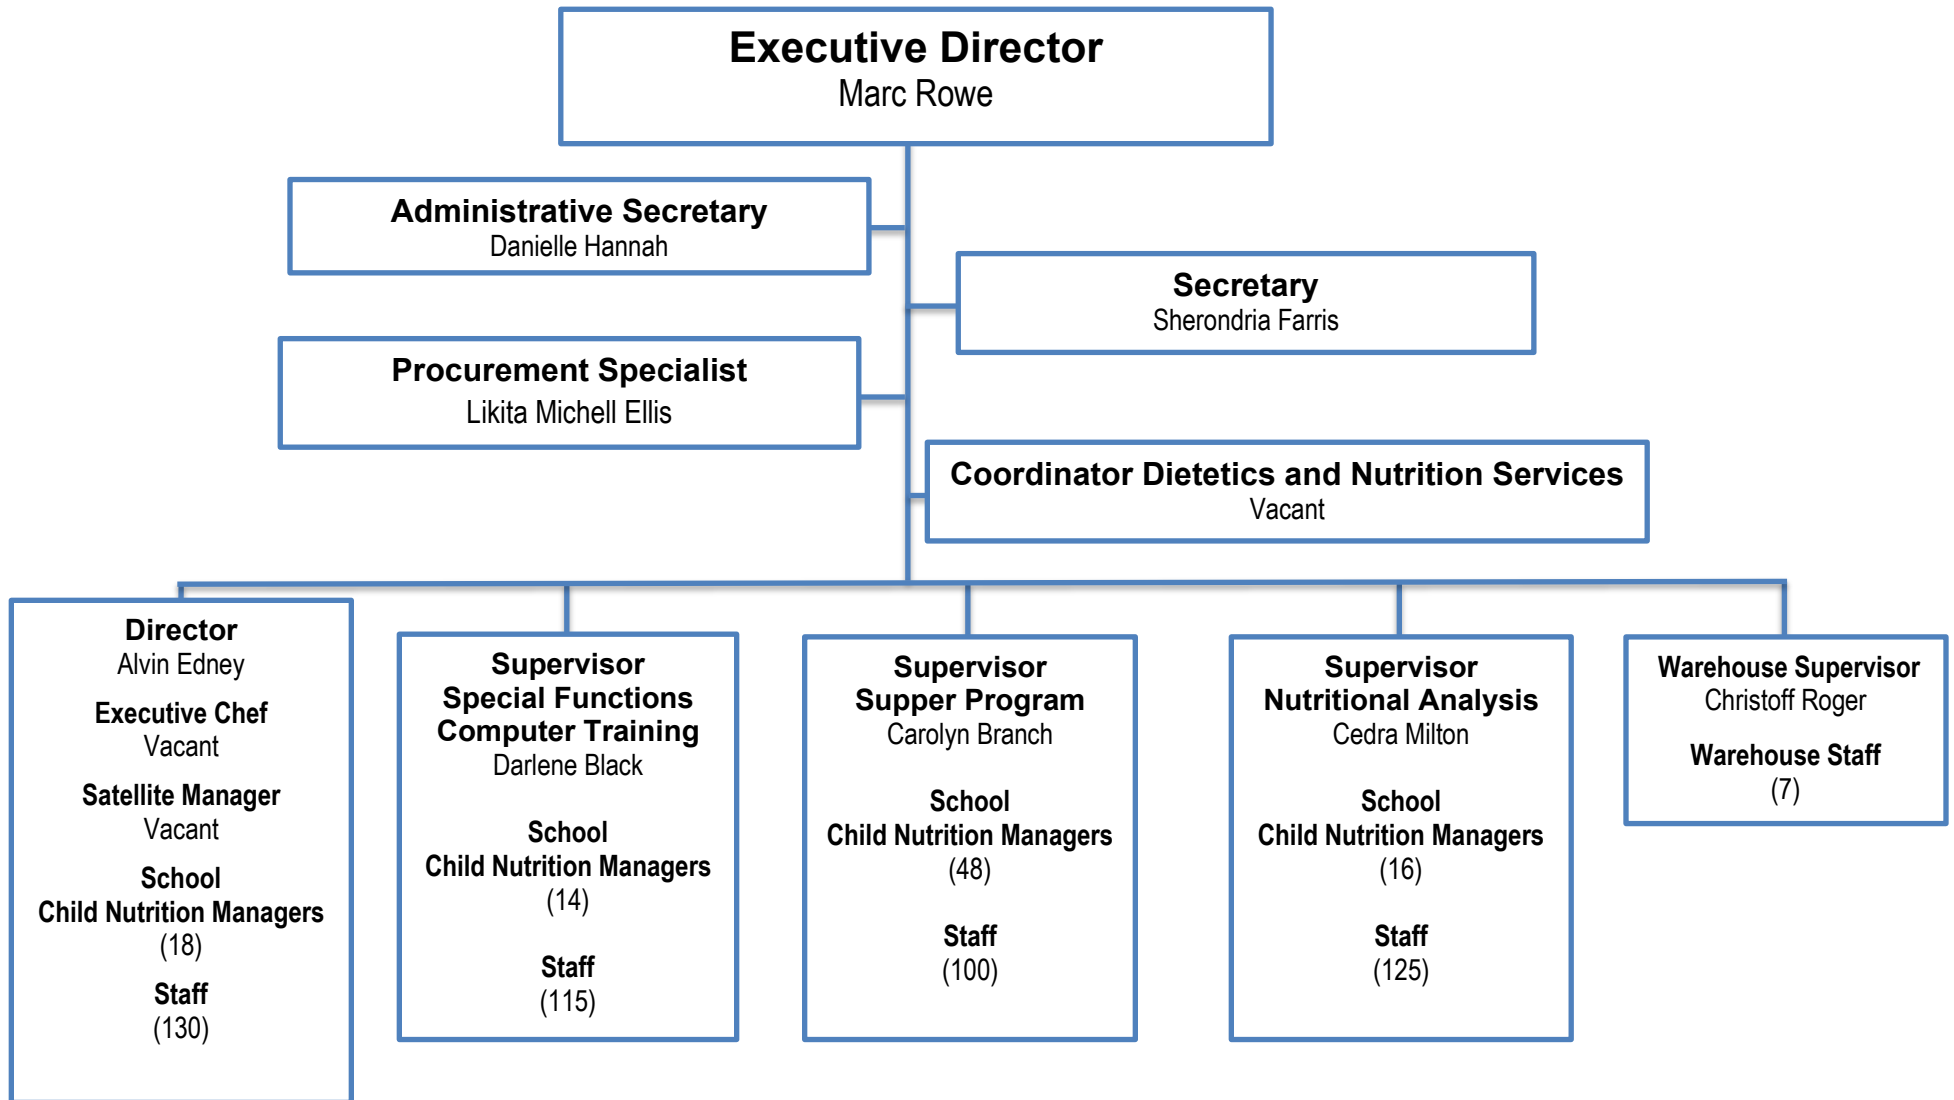 Executive Director
Marc Rowe
Administrative Secretary
Danielle Hannah
Secretary
Sherondria Farris
Procurement Specialist
Likita Michell Ellis
Coordinator Dietetics and Nutrition Services
Vacant
Director
Alvin Edney
Executive Chef
Vacant
Satellite Manager
Vacant
School
Child Nutrition Managers
(18)
Staff
(130)
Supervisor
Special Functions
Computer Training
Darlene Black
School
Child Nutrition Managers
(14)
Staff
(115)
Supervisor
Supper Program
Carolyn Branch
School
Child Nutrition Managers
(48)
Staff
(100)
Supervisor
Nutritional Analysis
Cedra Milton
School
Child Nutrition Managers
(16)
Staff
(125)
Warehouse Supervisor
Christoff Roger
Warehouse Staff
(7)